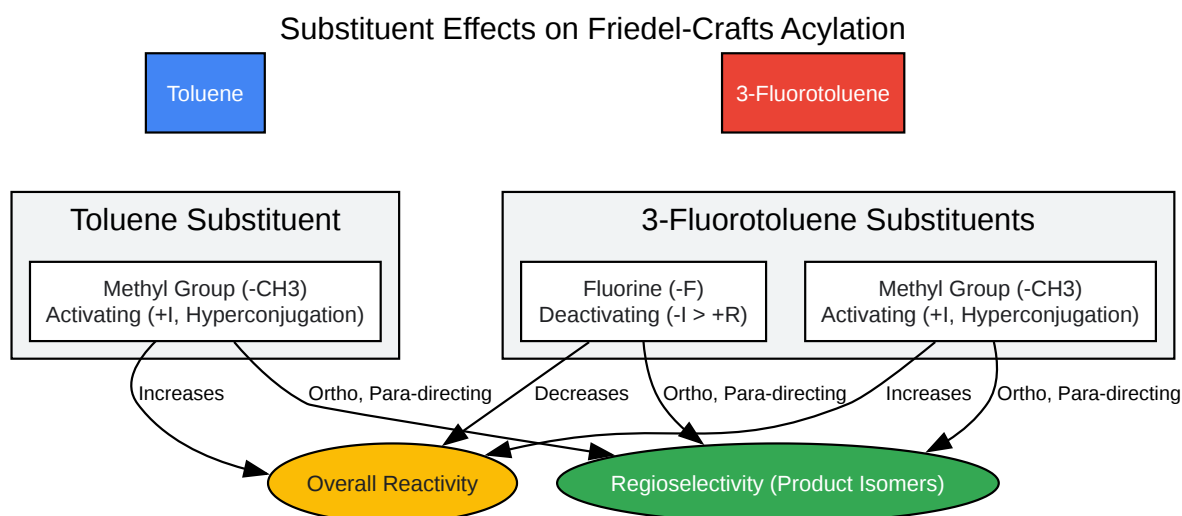 Substituent Effects on Friedel-Crafts Acylation
Toluene
3-Fluorotoluene
Toluene Substituent
Methyl Group (-CH3)
Activating (+I, Hyperconjugation)
3-Fluorotoluene Substituents
Fluorine (-F)
Deactivating (-I > +R)
Methyl Group (-CH3)
Activating (+I, Hyperconjugation)
Increases
Ortho, Para-directing
Decreases
Ortho, Para-directing
Increases
Ortho, Para-directing
Overall Reactivity
Regioselectivity (Product Isomers)